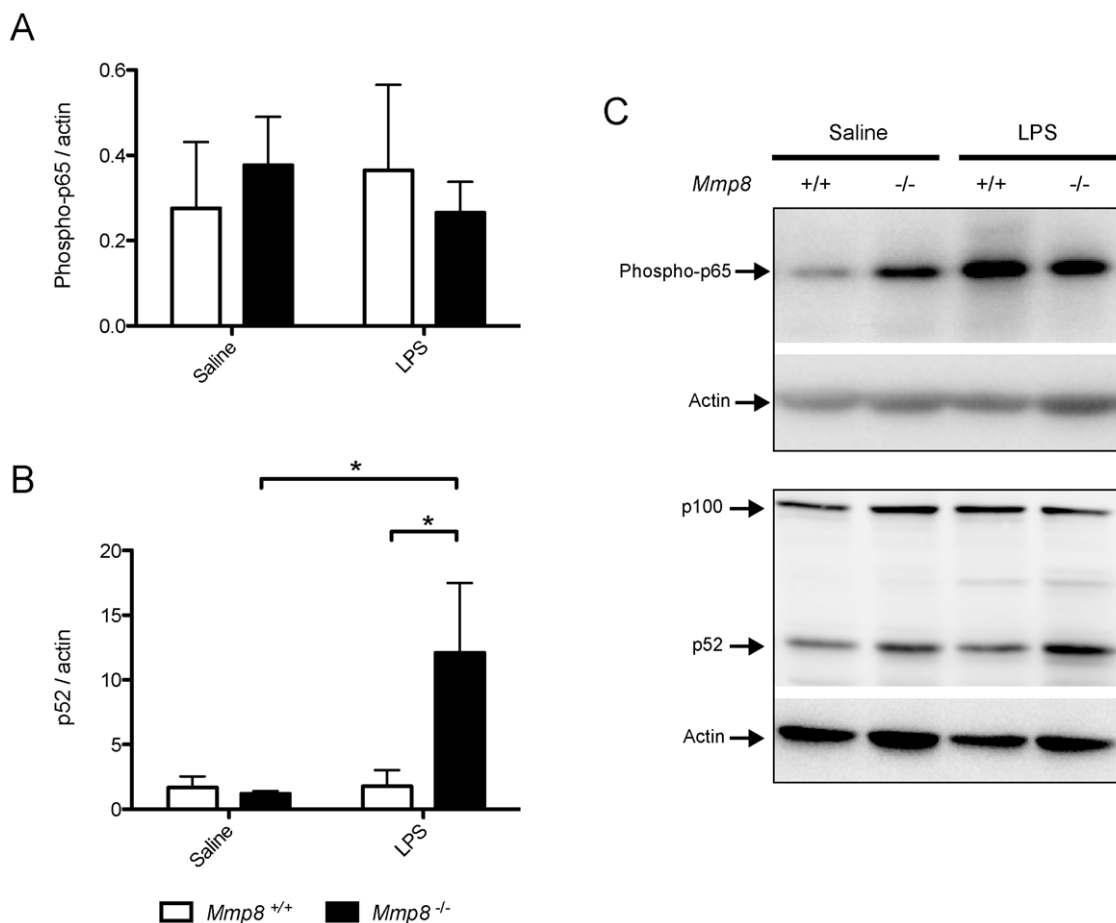 A
0.6
0.4
0.2
0.0
Phospho-p65 / actin
Saline
LPS
B
*
*
20
15
10
5
0
p52 / actin
Saline
LPS
Mmp8 +/+
Mmp8 -/-
C
Saline LPS
Mmp8 +/+ -/- +/+ -/-
Phospho-p65
Actin
p100
p52
Actin